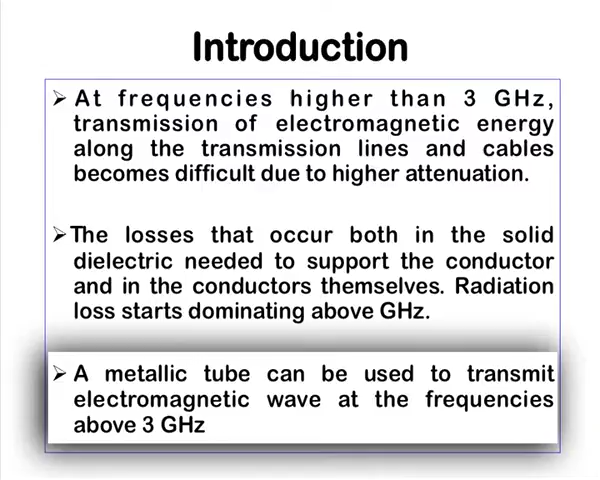 Introduction
➢ At frequencies higher than 3 GHz,
transmission of electromagnetic energy
along the transmission lines and cables
becomes difficult due to higher attenuation.
➢The losses that occur both in the solid
dielectric needed to support the conductor
and in the conductors themselves. Radiation
loss starts dominating above GHz.
➢ A metallic tube can be used to transmit
electromagnetic wave at the frequencies
above 3 GHz